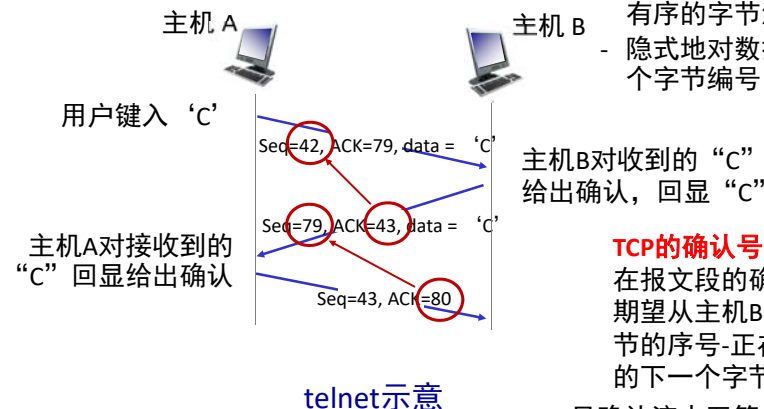 主机 A
主机 B
有序的字节
- 隐式地对数
个字节编号
用户键入 ‘C’
Seq=42, ACK=79, data = ‘C’
主机B对收到的“C”
给出确认，回显“C”
Seq=79, ACK=43, data = ‘C’
主机A对接收到的
“C”回显给出确认
TCP的确认号
在报文段的确
期望从主机B
节的序号-正在
的下一个字节
Seq=43, ACK=80
telnet示意